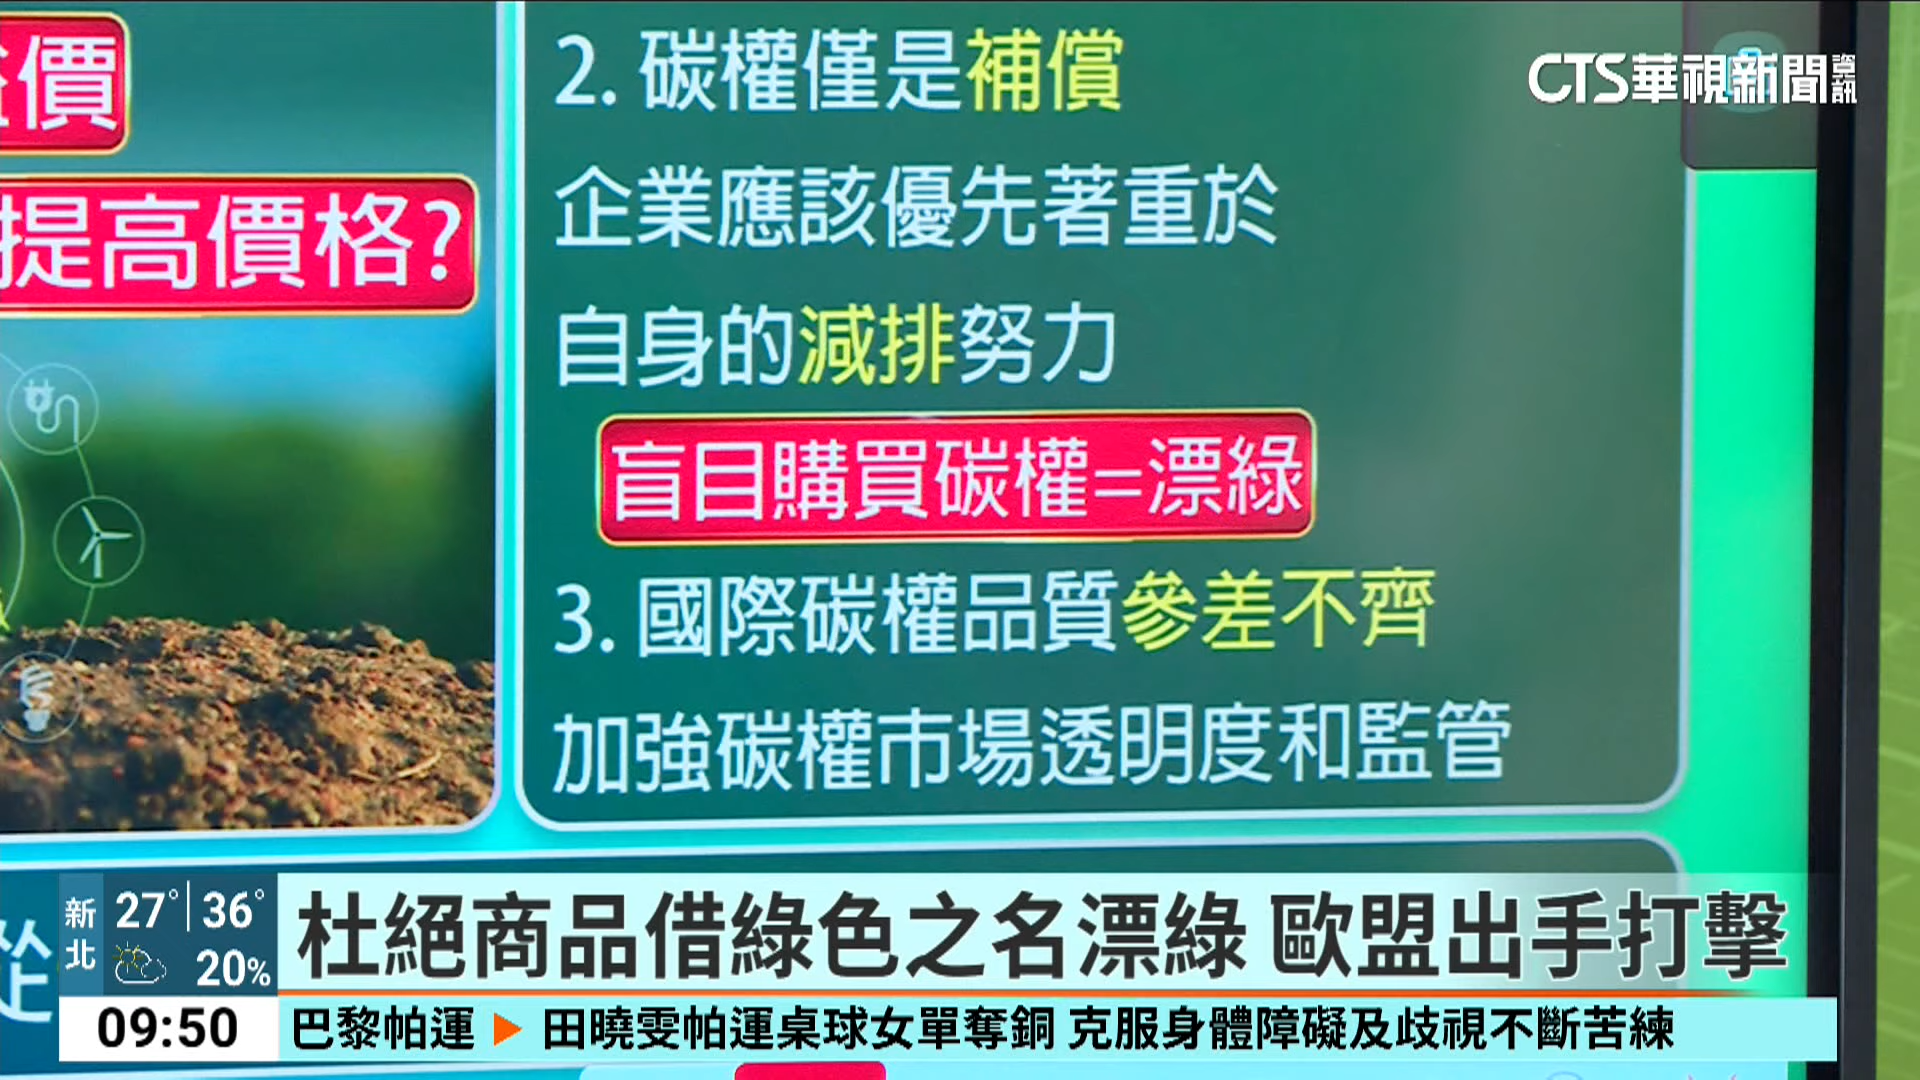 價
提高價格?
2. 碳權僅是補償
企業應該優先著重於
自身的減排努力
盲目購買碳權=漂綠
3. 國際碳權品質參差不齊
加強碳權市場透明度和監管
CTS華視新聞資訊
從
新北
27° 36°
20%
09:50
杜絕商品借綠色之名漂綠 歐盟出手打擊
巴黎帕運 ▶ 田曉雯帕運桌球女單奪銅 克服身體障礙及歧視不斷苦練